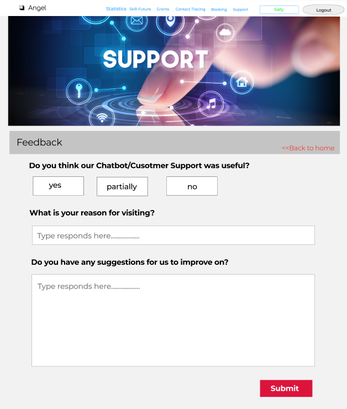 Angel Statistics Skill-Future Grants Contact Tracing Working Support Logout
SUPPORT
Feedback
<<Back to home
Do you think our Chatbot/Cusotmer Support was useful?
yes partially no
What is your reason for visiting?
Type responds here
Do you have any suggestions for us to improve on?
Type responds here
Submit